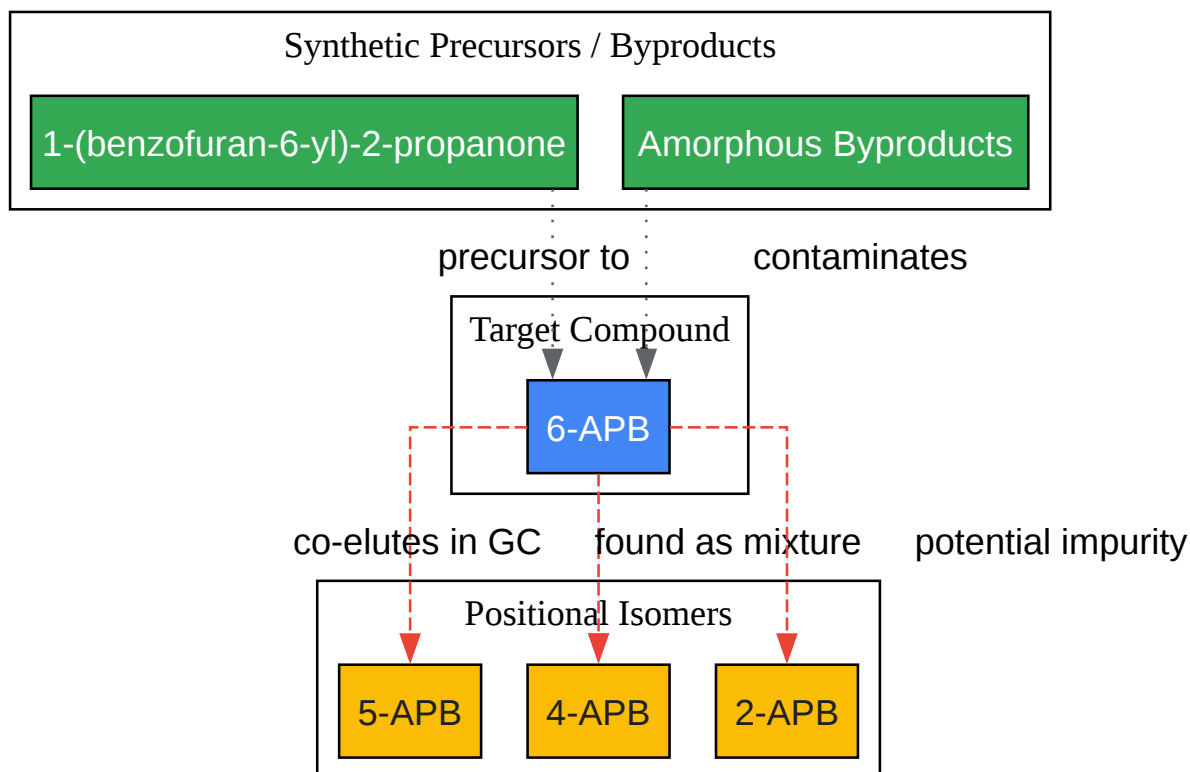 Synthetic Precursors / Byproducts
1-(benzofuran-6-yl)-2-propanone
Amorphous Byproducts
precursor to
contaminates
Target Compound
6-APB
co-elutes in GC
found as mixture
potential impurity
Positional Isomers
5-APB
4-APB
2-APB